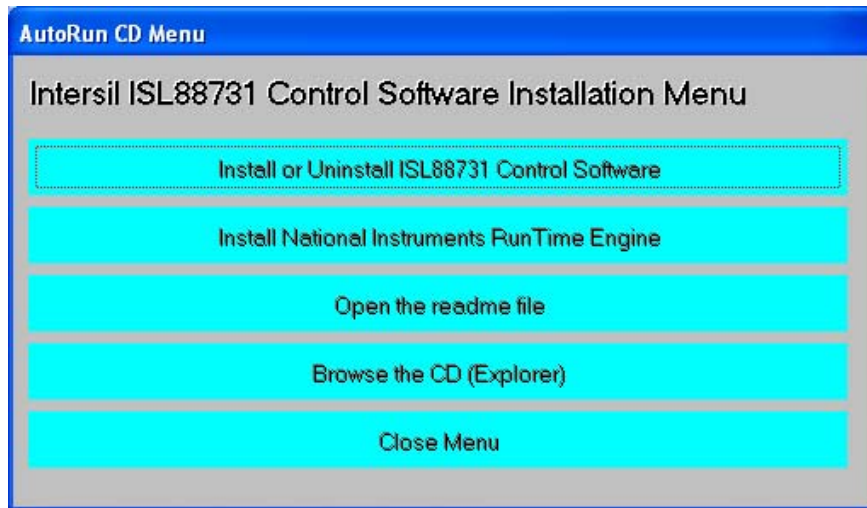 AutoRun CD Menu
Intersil ISL88731 Control Software Installation Menu
Install or Uninstall ISL88731 Control Software
Install National Instruments RunTime Engine
Open the readme file
Browse the CD (Explorer)
Close Menu